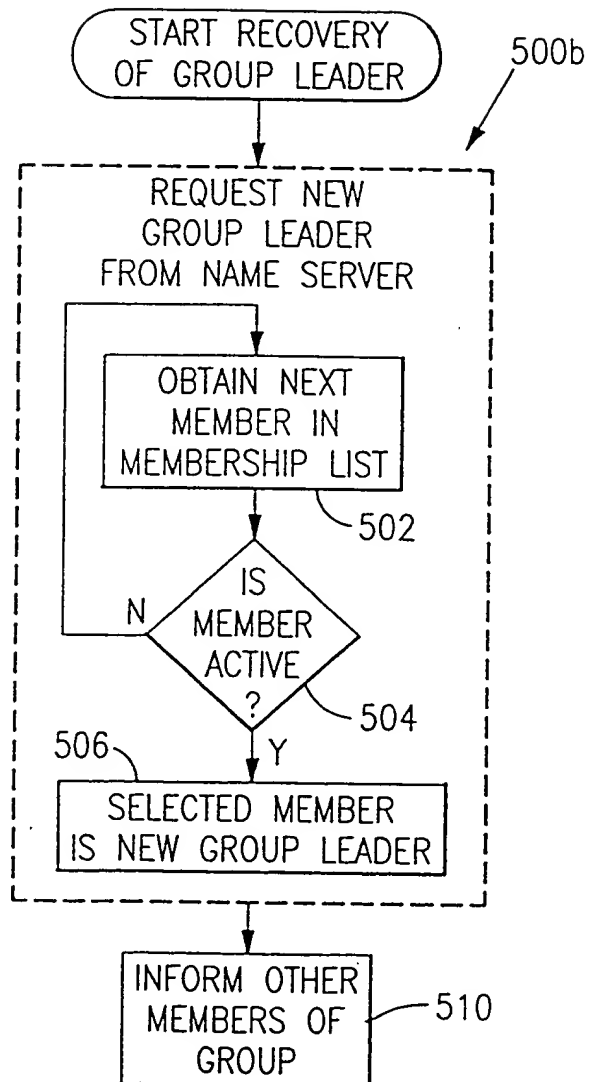 START RECOVERY
OF GROUP LEADER
500b
REQUEST NEW
GROUP LEADER
FROM NAME SERVER
OBTAIN NEXT
MEMBER IN
MEMBERSHIP LIST
502
IS
MEMBER
ACTIVE
?
N
504
Y
506
SELECTED MEMBER
IS NEW GROUP LEADER
INFORM OTHER
MEMBERS OF
GROUP
510